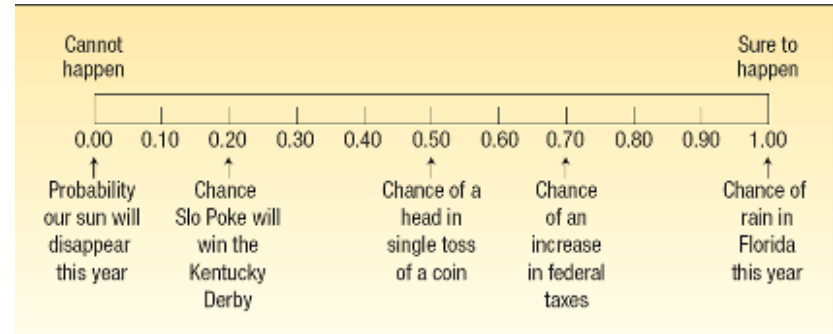 Cannot
happen
Sure to
happen
0.00 0.10 0.20 0.30 0.40 0.50 0.60 0.70 0.80 0.90 1.00
Probability
our sun will
disappear
this year
Chance
Slo Poke will
win the
Kentucky
Derby
Chance of a
head in
single toss
of a coin
Chance
of an
increase
in federal
taxes
Chance of
rain in
Florida
this year